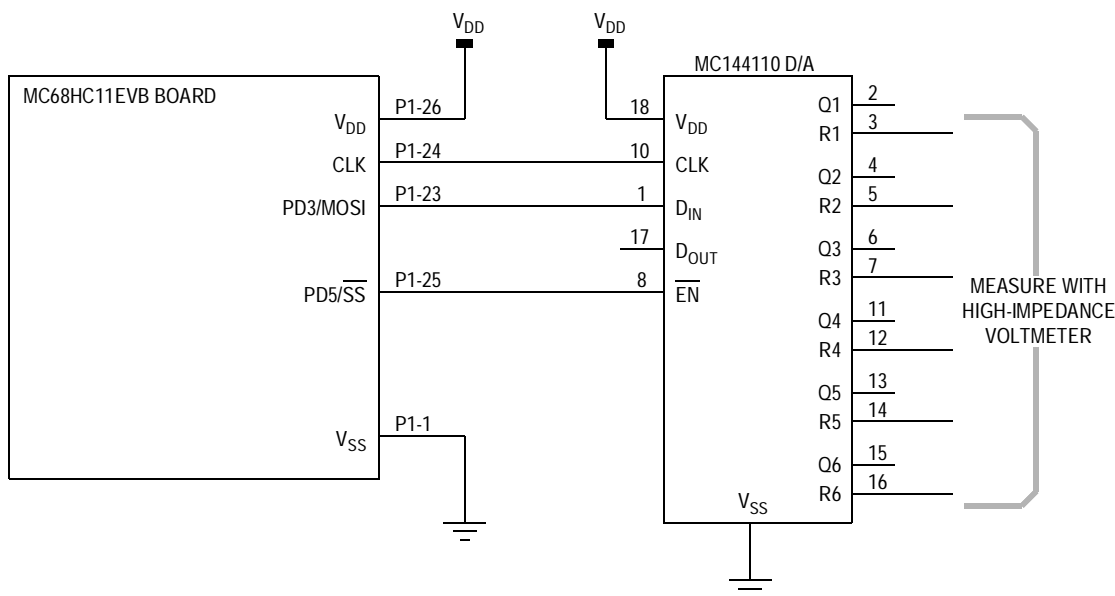 VDD
VDD
MC68HC11EVB BOARD
VDD
P1-26
CLK
P1-24
PD3/MOSI
P1-23
PD5/SS
P1-25
VSS
P1-1
MC144110 D/A
18
VDD
10
CLK
1
DIN
17
DOUT
8
EN
VSS
Q1
2
R1
3
Q2
4
R2
5
Q3
6
R3
7
Q4
11
R4
12
Q5
13
R5
14
Q6
15
R6
16
MEASURE WITH
HIGH-IMPEDANCE
VOLTMETER